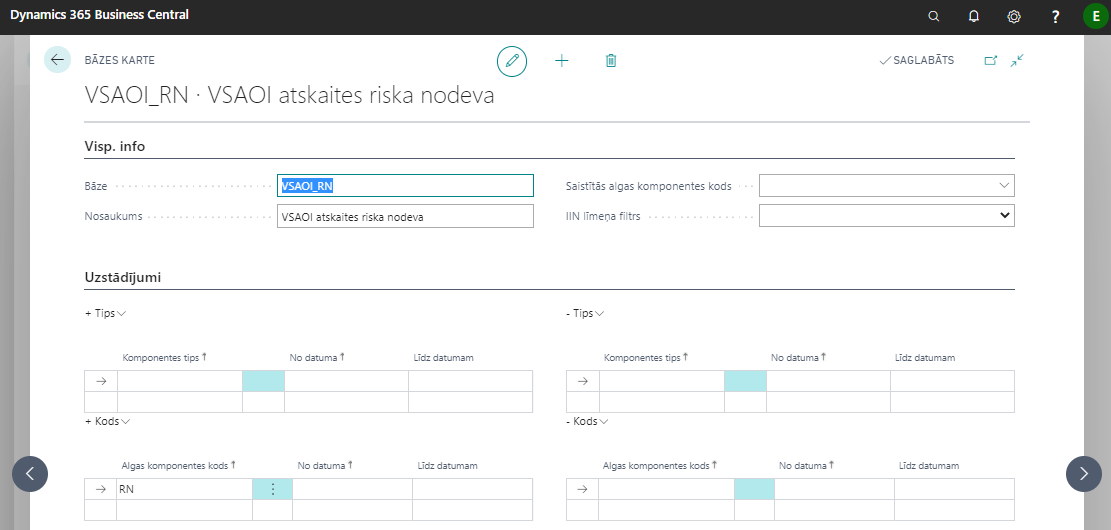 Dynamics 365 Business Central
? E
BĀZES KARTE
SAGLABĀTS
VSAOI_RN · VSAOI atskaites riska nodeva
Visp. info
Bāze VSAOI_RN Saistītās algas komponentes kods
Nosaukums VSAOI atskaites riska nodeva IIN līmeņa filtrs
Uzstādījumi
+ Tips - Tips
Komponentes tips ↑ No datuma ↑ Līdz datumam Komponentes tips ↑ No datuma ↑ Līdz datumam
+ Kods - Kods
Algas komponentes kods ↑ No datuma ↑ Līdz datumam Algas komponentes kods ↑ No datuma ↑ Līdz datumam
RN